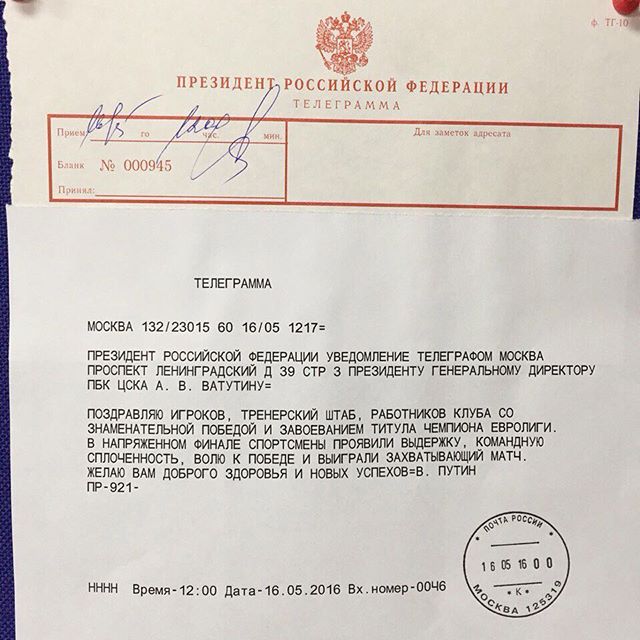 ф ТГ-10
ПРЕЗИДЕНТ РОССИЙСКОЙ ФЕДЕРАЦИИ
ТЕЛЕГРАММА
Прием го час. мин.
Для заметок адресата
Бланк № 000945
Принял:
ТЕЛЕГРАММА
МОСКВА 132/23015 60 16/05 1217=
ПРЕЗИДЕНТ РОССИЙСКОЙ ФЕДЕРАЦИИ УВЕДОМЛЕНИЕ ТЕЛЕГРАФОМ МОСКВА
ПРОСПЕКТ ЛЕНИНГРАДСКИЙ Д 39 СТР 3 ПРЕЗИДЕНТУ ГЕНЕРАЛЬНОМУ ДИРЕКТОРУ
ПБК ЦСКА А. В. ВАТУТИНУ=
ПОЗДРАВЛЯЮ ИГРОКОВ, ТРЕНЕРСКИЙ ШТАБ, РАБОТНИКОВ КЛУБА СО
ЗНАМЕНАТЕЛЬНОЙ ПОБЕДОЙ И ЗАВОЕВАНИЕМ ТИТУЛА ЧЕМПИОНА ЕВРОЛИГИ.
В НАПРЯЖЕННОМ ФИНАЛЕ СПОРТСМЕНЫ ПРОЯВИЛИ ВЫДЕРЖКУ, КОМАНДНУЮ
СПЛОЧЕННОСТЬ, ВОЛЮ К ПОБЕДЕ И ВЫИГРАЛИ ЗАХВАТЫВАЮЩИЙ МАТЧ.
ЖЕЛАЮ ВАМ ДОБРОГО ЗДОРОВЬЯ И НОВЫХ УСПЕХОВ=В. ПУТИН
ПР-921-
ПОЧТА РОССИИ
16 05 16 0 0
*К*
МОСКВА 125319
НННН Время-12:00 Дата-16.05.2016 Вх.номер-0046